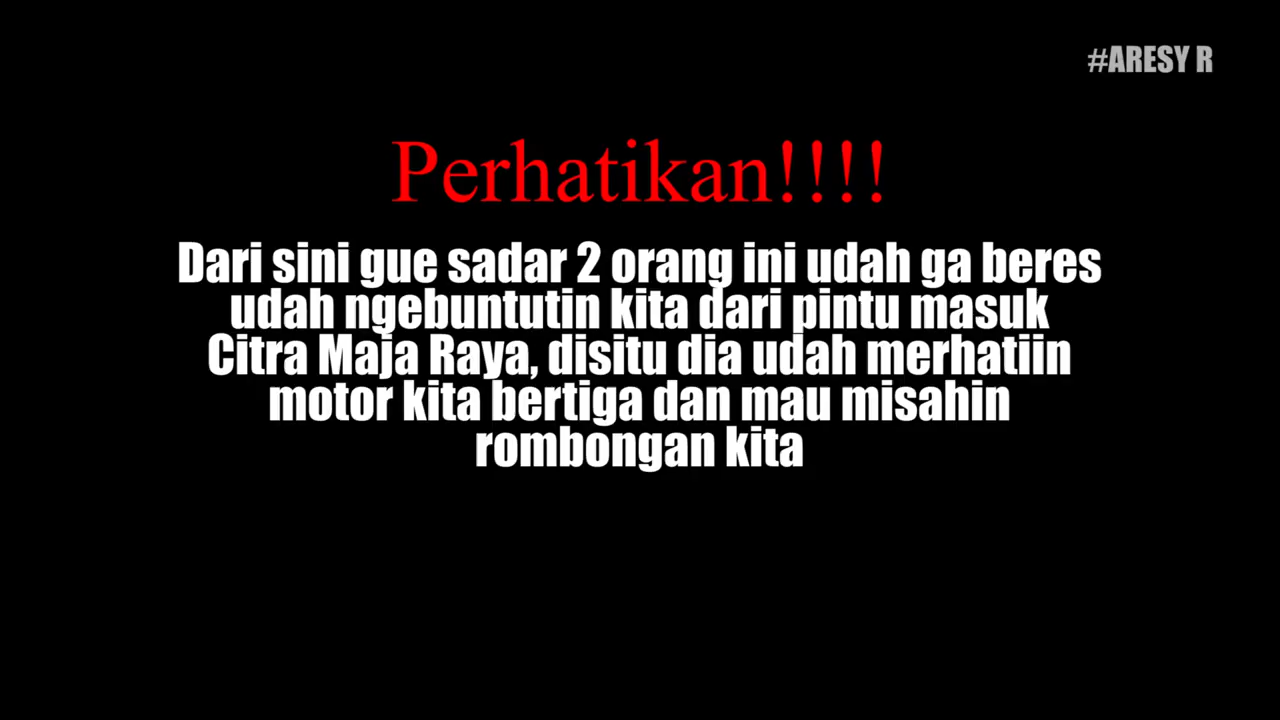 #ARESY R
Perhatikan!!!!
Dari sini gue sadar 2 orang ini udah ga beres
udah ngebuntutin kita dari pintu masuk
Citra Maja Raya, disitu dia udah merhatiin
motor kita bertiga dan mau misahin
rombongan kita